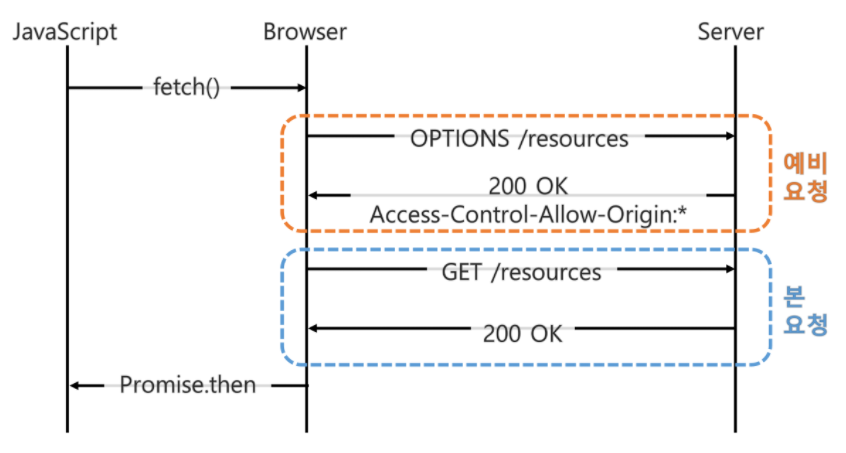 JavaScript
Browser
Server
fetch()
OPTIONS /resources
200 OK
Access-Control-Allow-Origin:*
예비
요청
GET /resources
200 OK
본
요청
Promise.then